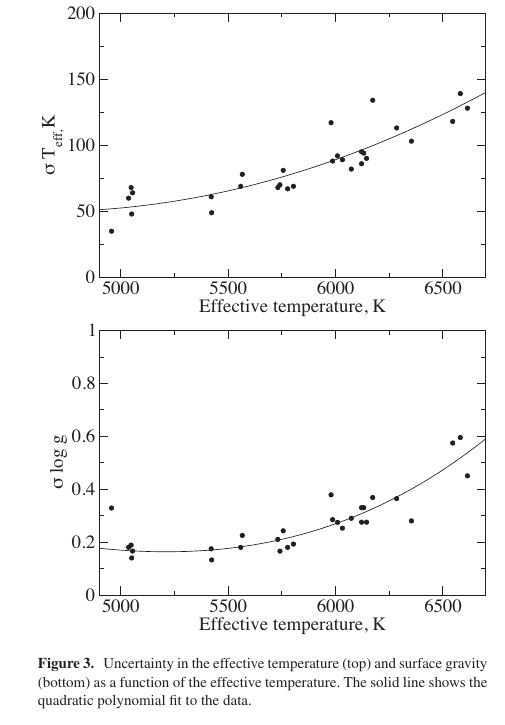 200
150
100
50
0
σ T_eff, K
5000 5500 6000 6500
Effective temperature, K
1
0.8
0.6
0.4
0.2
0
σ log g
5000 5500 6000 6500
Effective temperature, K
Figure 3. Uncertainty in the effective temperature (top) and surface gravity
(bottom) as a function of the effective temperature. The solid line shows the
quadratic polynomial fit to the data.